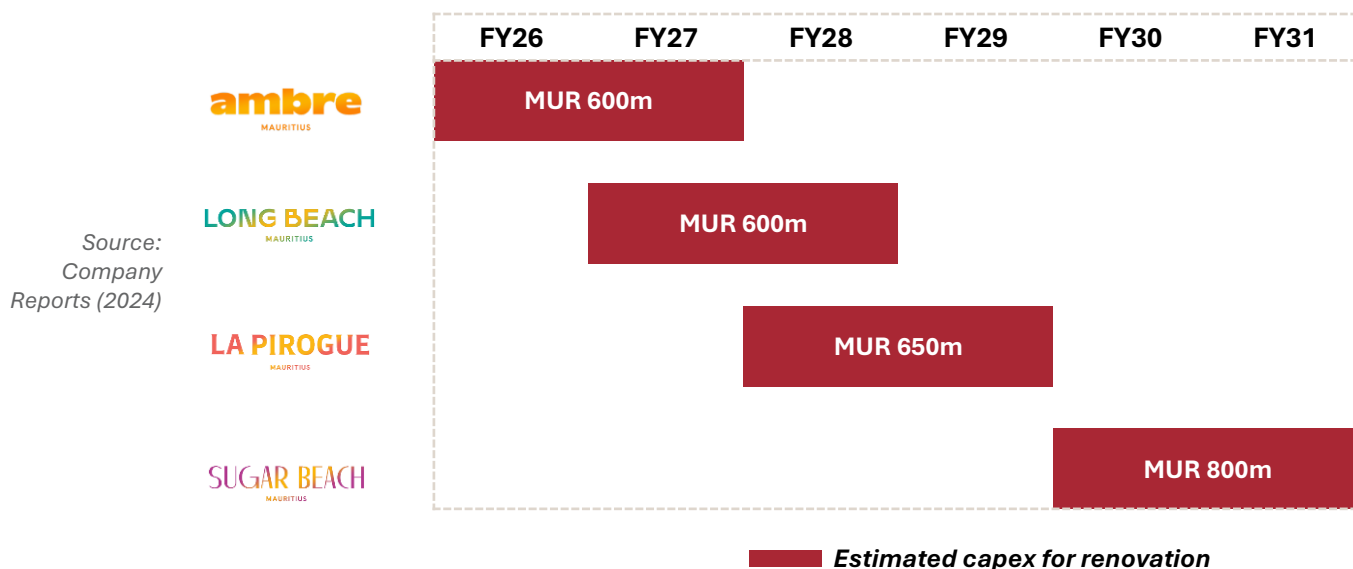 FY26 FY27 FY28 FY29 FY30 FY31
ambre
MAURITIUS
MUR 600m
LONG BEACH
MAURITIUS
MUR 600m
Source:
Company
Reports (2024)
LA PIROGUE
MAURITIUS
MUR 650m
SUGAR BEACH
MAURITIUS
MUR 800m
Estimated capex for renovation